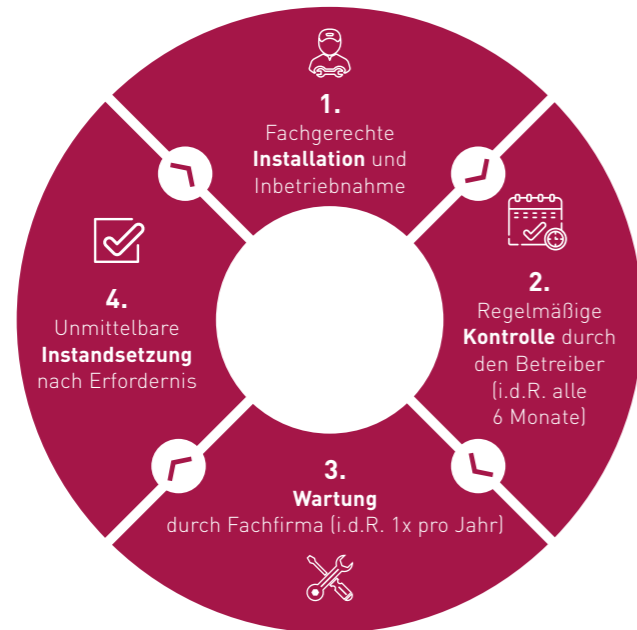 1.
Fachgerechte
Installation und
Inbetriebnahme
2.
Regelmäßige
Kontrolle durch
den Betreiber
(i.d.R. alle
6 Monate)
3.
Wartung
durch Fachfirma (i.d.R. 1x pro Jahr)
4.
Unmittelbare
Instandsetzung
nach Erfordernis